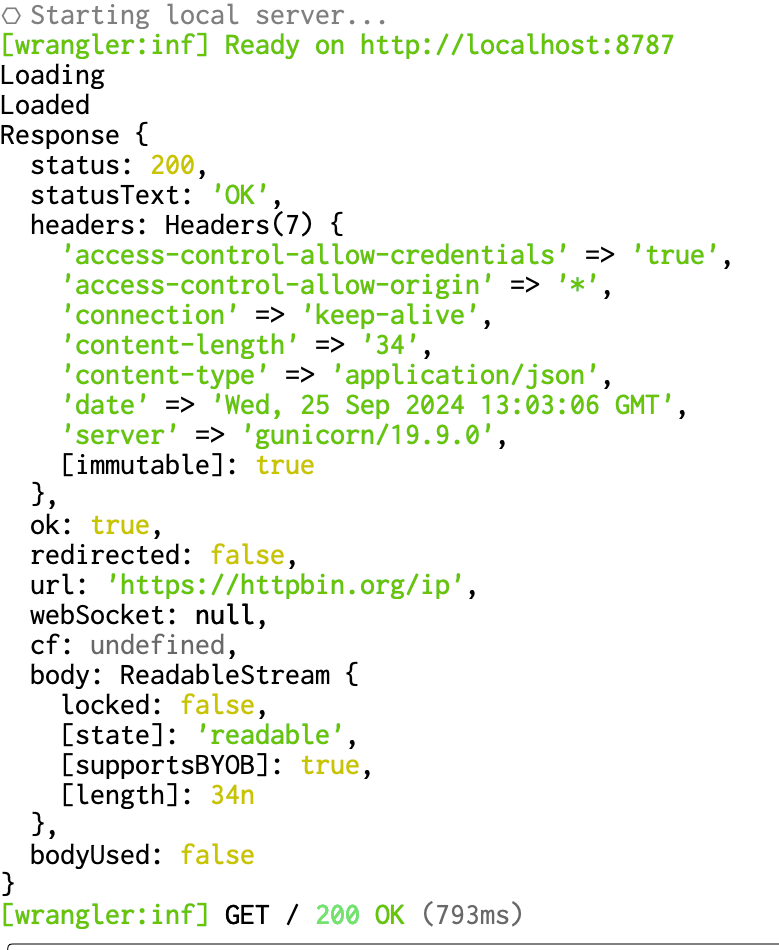 ⎔ Starting local server...
[wrangler:inf] Ready on http://localhost:8787
Loading
Loaded
Response {
  status: 200,
  statusText: 'OK',
  headers: Headers(7) {
    'access-control-allow-credentials' => 'true',
    'access-control-allow-origin' => '*',
    'connection' => 'keep-alive',
    'content-length' => '34',
    'content-type' => 'application/json',
    'date' => 'Wed, 25 Sep 2024 13:03:06 GMT',
    'server' => 'gunicorn/19.9.0',
    [immutable]: true
  },
  ok: true,
  redirected: false,
  url: 'https://httpbin.org/ip',
  webSocket: null,
  cf: undefined,
  body: ReadableStream {
    locked: false,
    [state]: 'readable',
    [supportsBYOB]: true,
    [length]: 34n
  },
  bodyUsed: false
}
[wrangler:inf] GET / 200 OK (793ms)